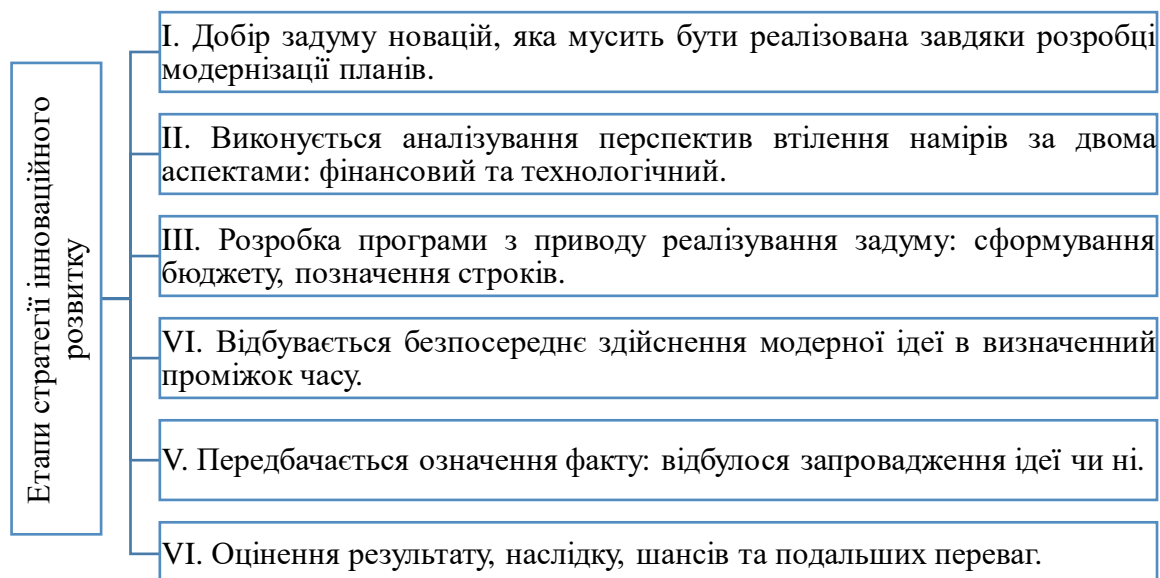 Етапи стратегії інноваційного
розвитку
I. Добір задуму новацій, яка мусить бути реалізована завдяки розробці
модернізації планів.
II. Виконується аналізування перспектив втілення намірів за двома
аспектами: фінансовий та технологічний.
III. Розробка програми з приводу реалізування задуму: сформування
бюджету, позначення строків.
VI. Відбувається безпосереднє здійснення модерної ідеї в визначенний
проміжок часу.
V. Передбачається означення факту: відбулося запровадження ідеї чи ні.
VI. Оцінення результату, наслідку, шансів та подальших переваг.